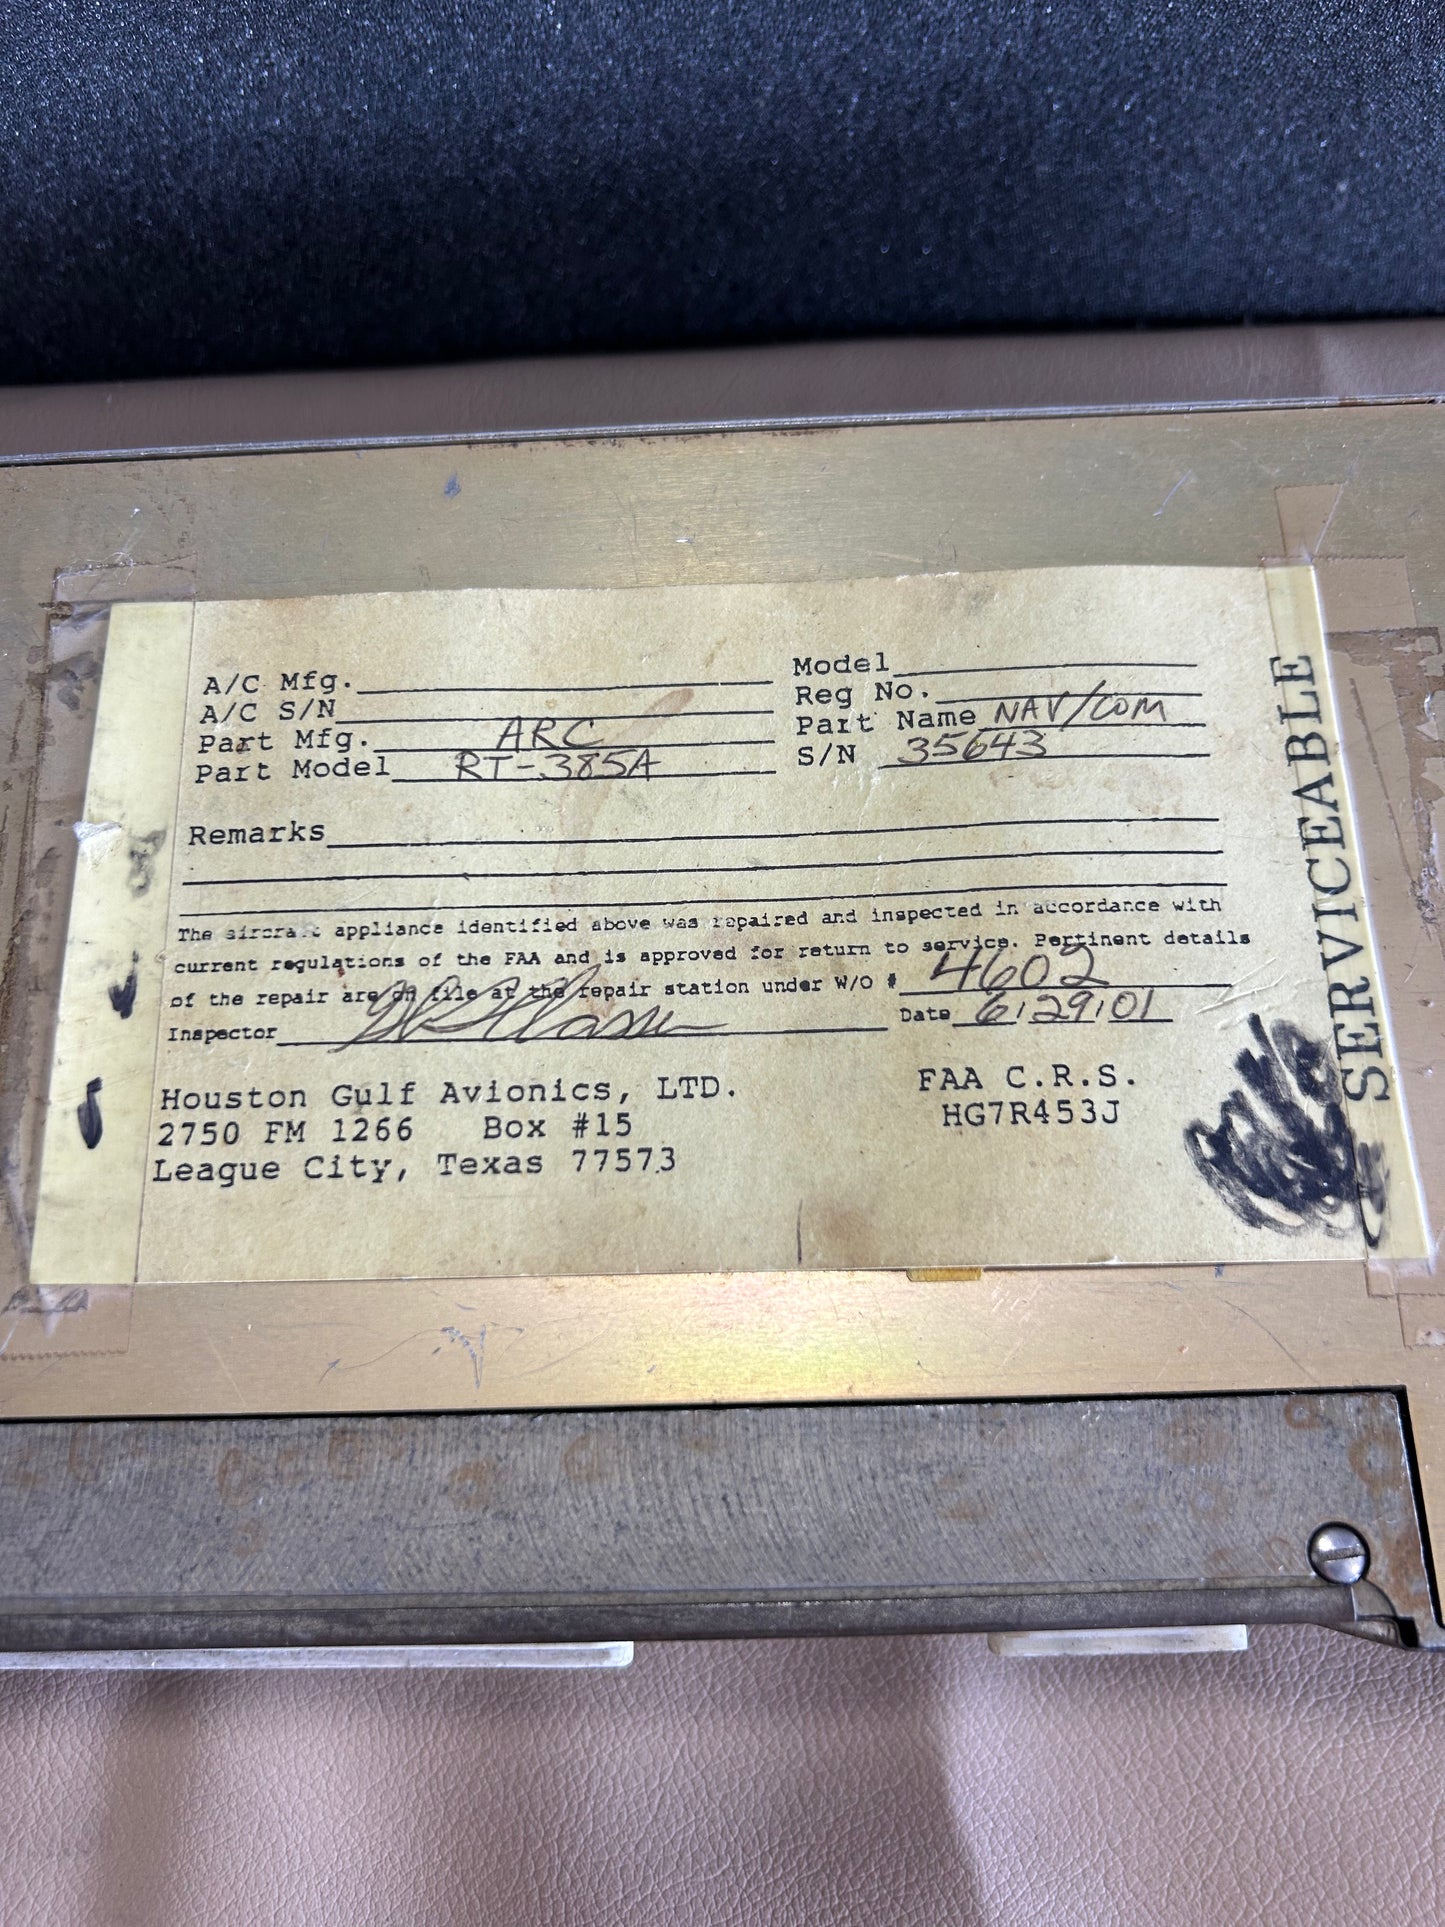 A/C Mfg. Model
A/C S/N Reg No.
Part Mfg. ARC Part Name NAV/COM
Part Model RT-385A S/N 35643
Remarks
The aircraft appliance identified above was repaired and inspected in accordance with
current regulations of the FAA and is approved for return to service. Pertinent details
of the repair are on file at the repair station under W/O # 4602
Inspector Date 6/29/01
Houston Gulf Avionics, LTD. FAA C.R.S.
2750 FM 1266 Box #15 HG7R453J
League City, Texas 77573
SERVICEABLE